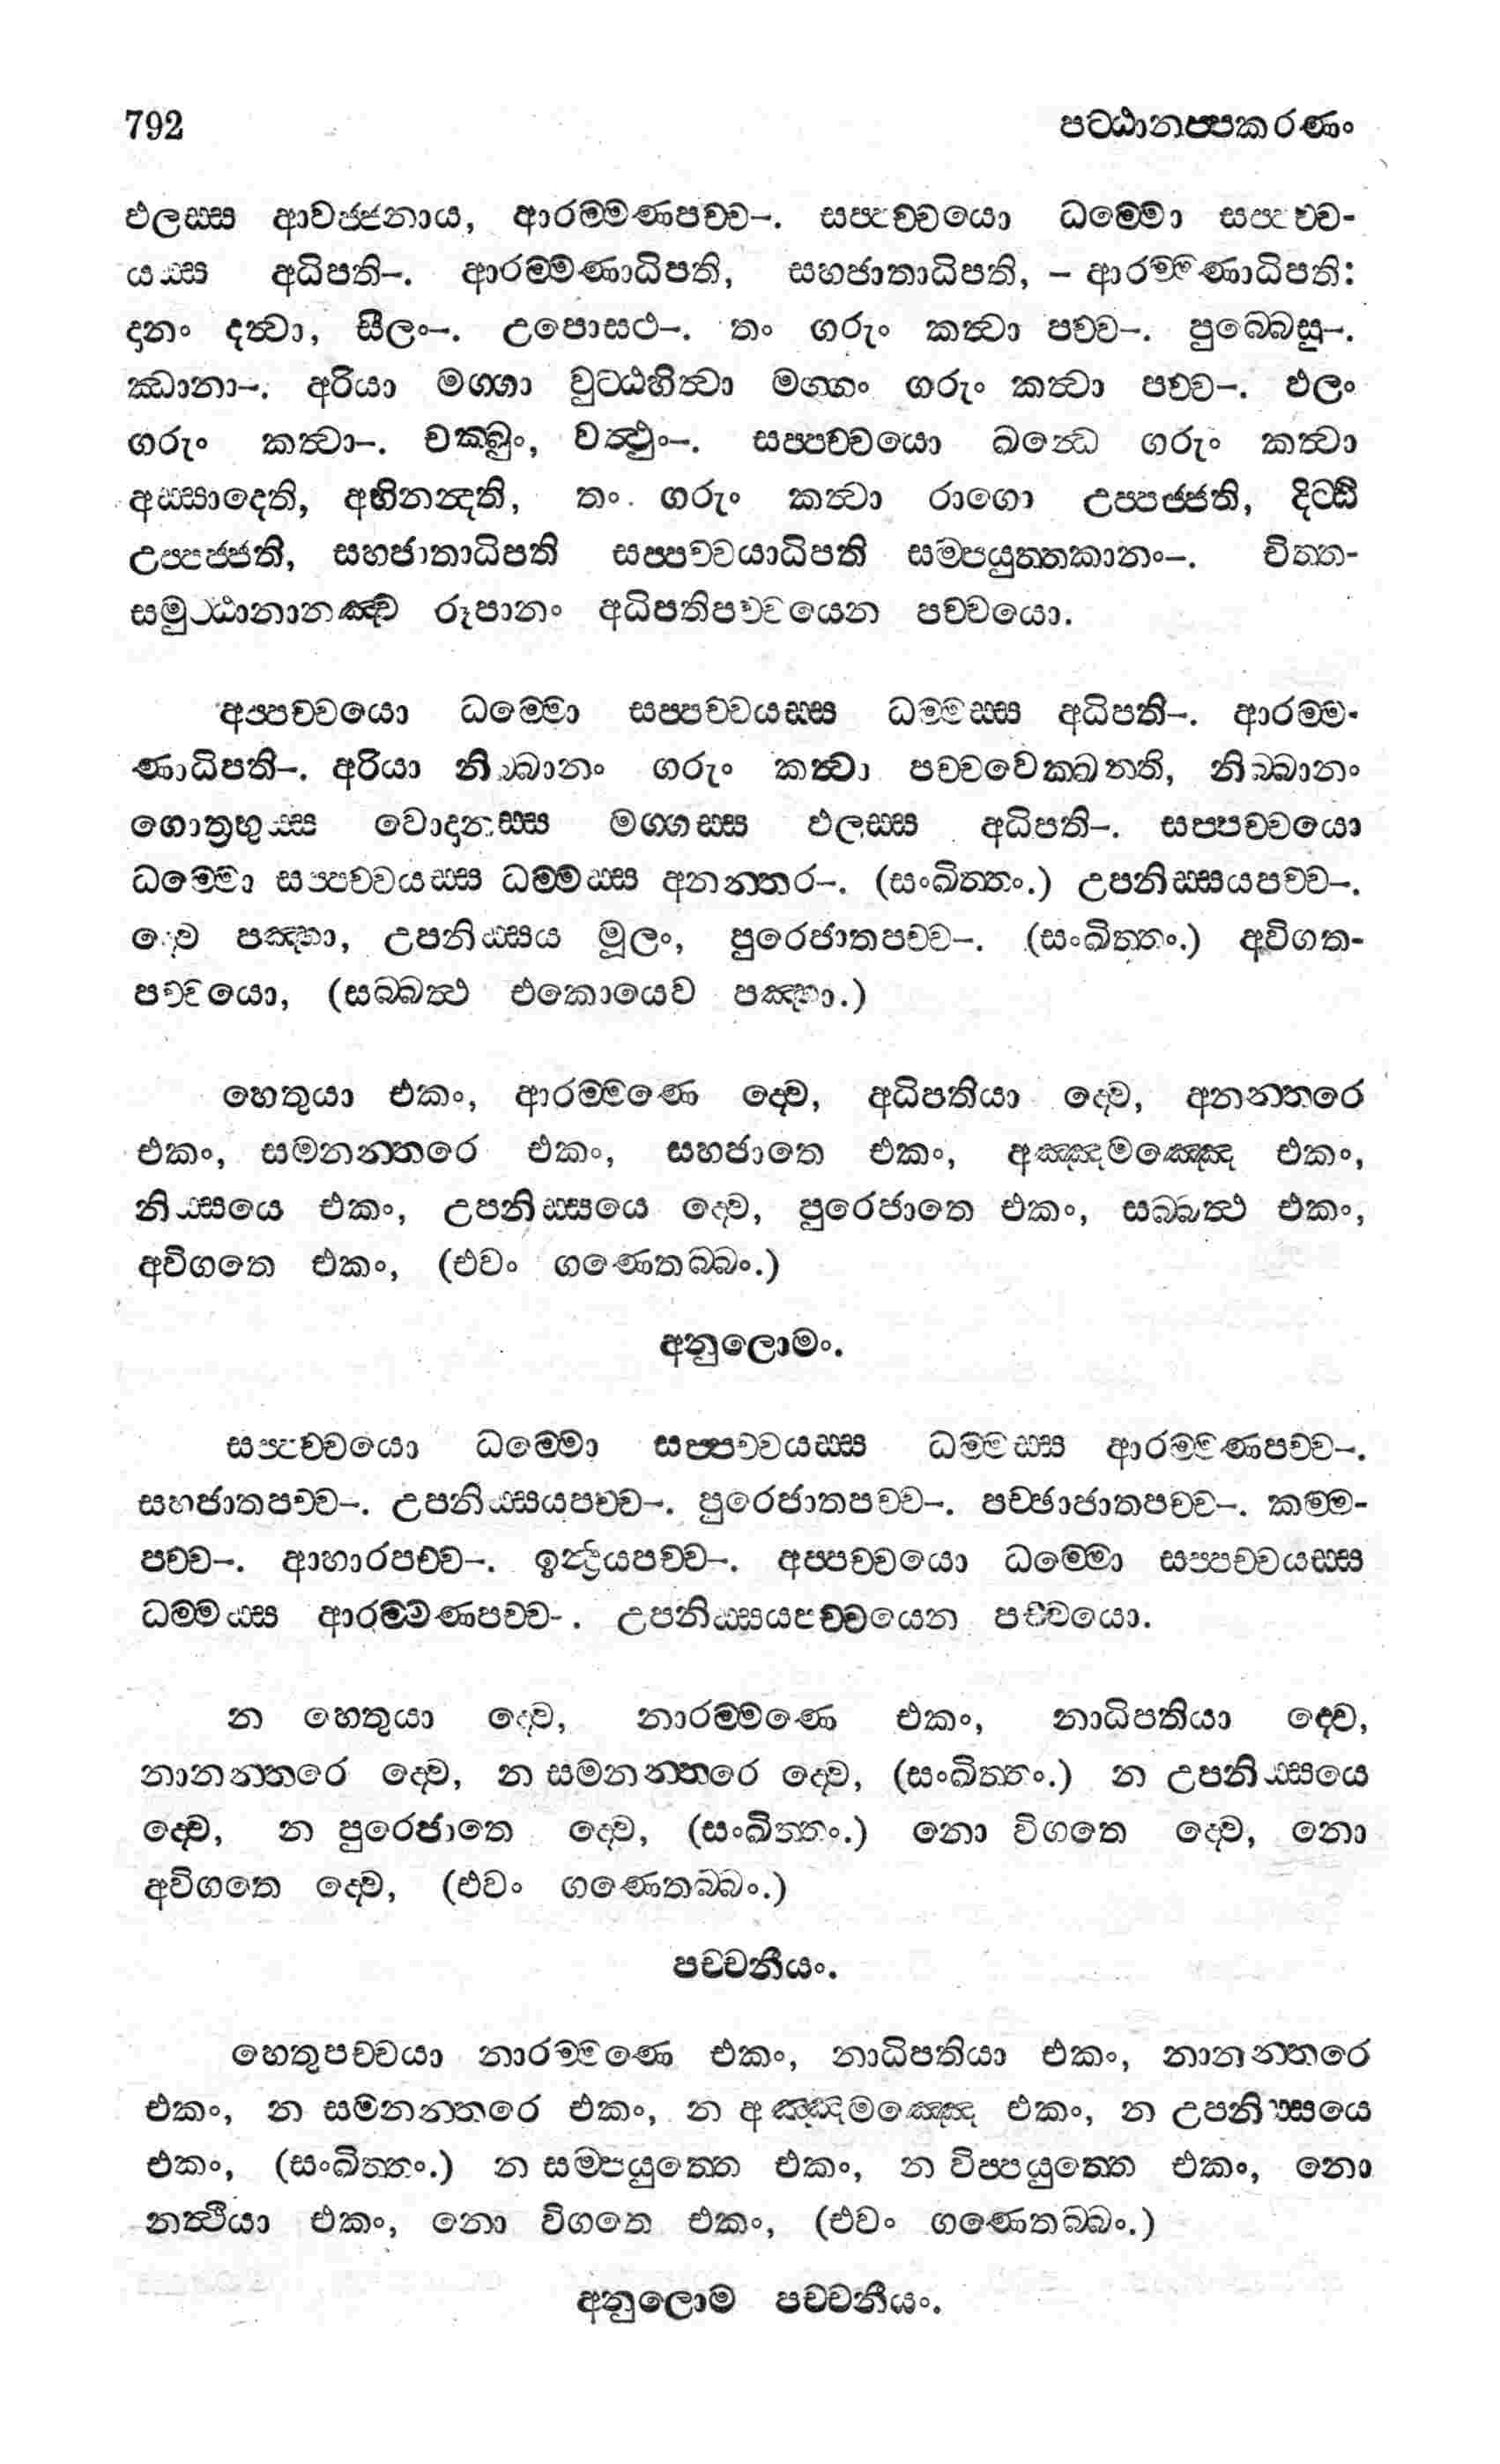 792 පට්ඨානප්පකරණං
ඵලස්ස ආවජ්ජනාය, ආරම්මණපච්ච–. සප්පච්චයො ධම්මො සප්පච්ච-
යස්ස අධිපති–. ආරම්මණාධිපති, සහජාතාධිපති, – ආරම්මණාධිපති:
දානං දත්වා, සීලං–. උපොසථ–. තං ගරුං කත්වා පච්ච–. පුබ්බෙසු–.
ඣානා–. අරියා මග්ගා වුට්ඨහිත්වා මග්ගං ගරුං කත්වා පච්ච–. ඵලං
ගරුං කත්වා–. චක්ඛුං, වත්ථුං–. සප්පච්චයො ඛන්ධෙ ගරුං කත්වා
අස්සාදෙති, අභිනන්දති, තං ගරුං කත්වා රාගො උප්පජ්ජති, දිට්ඨි
උප්පජ්ජති, සහජාතාධිපති සප්පච්චයාධිපති සම්පයුත්තකානං–. චිත්ත-
සමුට්ඨානානඤ්ච රූපානං අධිපතිපච්චයෙන පච්චයො.
අප්පච්චයො ධම්මො සප්පච්චයස්ස ධම්මස්ස අධිපති–. ආරම්ම-
ණාධිපති–. අරියා නිබ්බානං ගරුං කත්වා පච්චවෙක්ඛන්ති, නිබ්බානං
ගොත්‍රභුස්ස වොදානස්ස මග්ගස්ස ඵලස්ස අධිපති–. සප්පච්චයො
ධම්මො සප්පච්චයස්ස ධම්මස්ස අනන්තර–. (සංඛිත්තං.) උපනිස්සයපච්ච–.
ද්වෙ පඤ්හා, උපනිස්සය මූලං, පුරෙජාතපච්ච–. (සංඛිත්තං.) අවිගත-
පච්චයො, (සබ්බත්ථ එකොයෙව පඤ්හා.)
හෙතුයා එකං, ආරම්මණෙ ද්වෙ, අධිපතියා ද්වෙ, අනන්තරෙ
එකං, සමනන්තරෙ එකං, සහජාතෙ එකං, අඤ්ඤමඤ්ඤෙ එකං,
නිස්සයෙ එකං, උපනිස්සයෙ ද්වෙ, පුරෙජාතෙ එකං, සබ්බත්ථ එකං,
අවිගතෙ එකං, (එවං ගණෙතබ්බං.)
අනුලොමං.
සප්පච්චයො ධම්මො සප්පච්චයස්ස ධම්මස්ස ආරම්මණපච්ච–.
සහජාතපච්ච–. උපනිස්සයපච්ච–. පුරෙජාතපච්ච–. පච්ඡාජාතපච්ච–. කම්ම-
පච්ච–. ආහාරපච්ච–. ඉන්ද්‍රියපච්ච–. අප්පච්චයො ධම්මො සප්පච්චයස්ස
ධම්මස්ස ආරම්මණපච්ච-. උපනිස්සයපච්චයෙන පච්චයො.
න හෙතුයා ද්වෙ, නාරම්මණෙ එකං, නාධිපතියා ද්වෙ,
නානන්තරෙ ද්වෙ, න සමනන්තරෙ ද්වෙ, (සංඛිත්තං.) න උපනිස්සයෙ
ද්වෙ, න පුරෙජාතෙ ද්වෙ, (සංඛිත්තං.) නො විගතෙ ද්වෙ, නො
අවිගතෙ ද්වෙ, (එවං ගණෙතබ්බං.)
පච්චනීයං.
හෙතුපච්චයා නාරම්මණෙ එකං, නාධිපතියා එකං, නානන්තරෙ
එකං, න සමනන්තරෙ එකං, න අඤ්ඤමඤ්ඤෙ එකං, න උපනිස්සයෙ
එකං, (සංඛිත්තං.) න සම්පයුත්තෙ එකං, න විප්පයුත්තෙ එකං, නො
නත්ථියා එකං, නො විගතෙ එකං, (එවං ගණෙතබ්බං.)
අනුලොම පච්චනීයං.